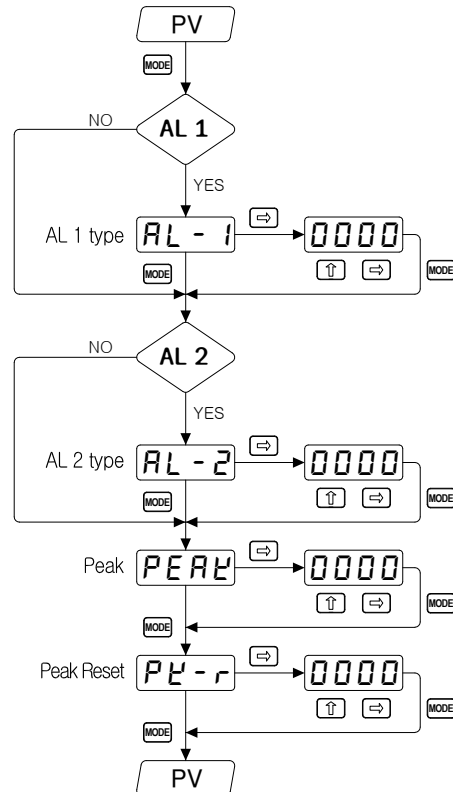 PV
MODE
AL 1
NO
YES
AL 1 type AL - 1 ⇨ 0000
MODE ⇧ ⇨ MODE
AL 2
NO
YES
AL 2 type AL - 2 ⇨ 0000
MODE ⇧ ⇨ MODE
Peak PEAK ⇨ 0000
MODE ⇧ ⇨ MODE
Peak Reset PK - r ⇨ 0000
MODE ⇧ ⇨ MODE
PV